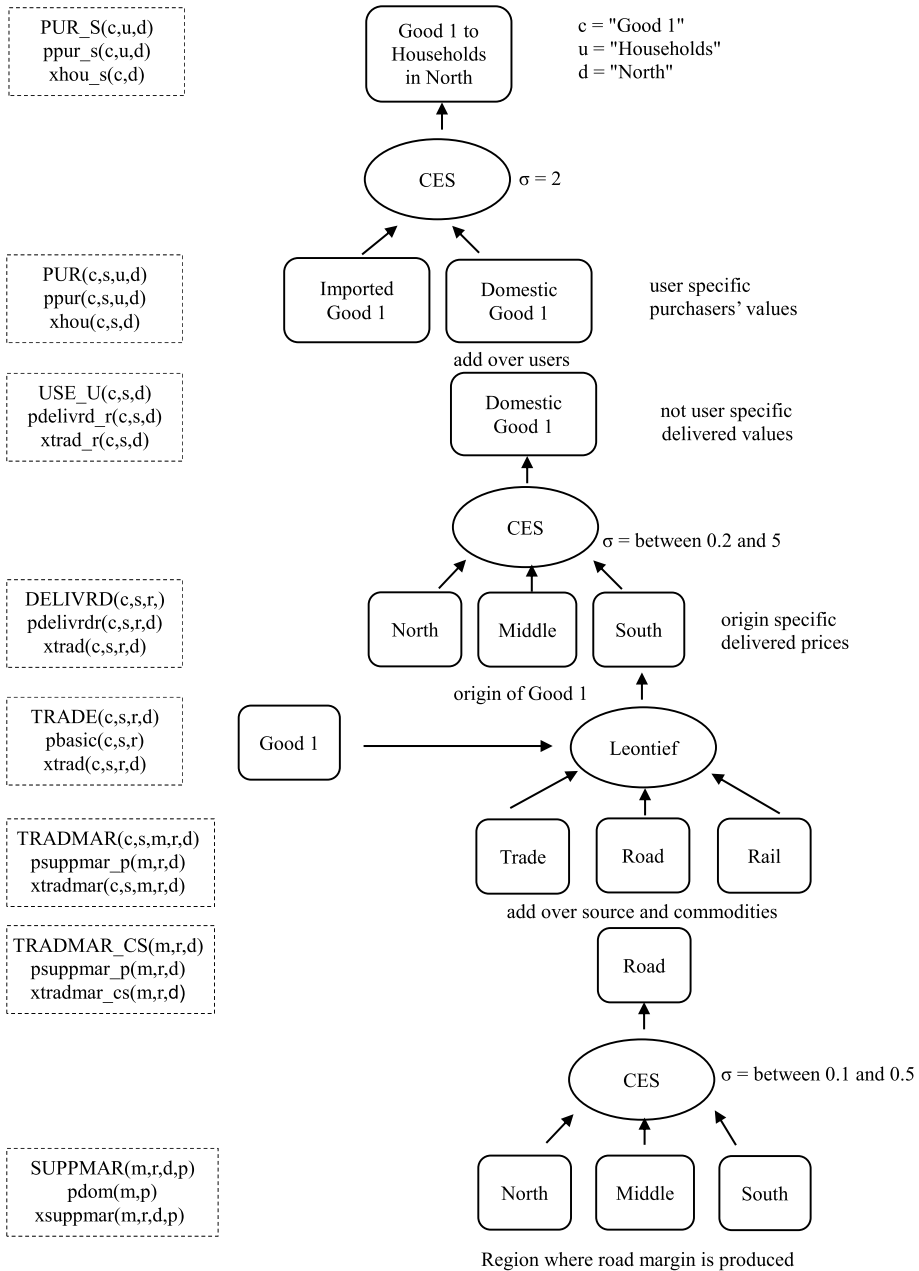 PUR_S(c,u,d)
ppur_s(c,u,d)
xhou_s(c,d)
Good 1 to
Households
in North
c = "Good 1"
u = "Households"
d = "North"
CES
σ = 2
PUR(c,s,u,d)
ppur(c,s,u,d)
xhou(c,s,d)
Imported
Good 1
Domestic
Good 1
user specific
purchasers’ values
add over users
USE_U(c,s,d)
pdelivrd_r(c,s,d)
xtrad_r(c,s,d)
Domestic
Good 1
not user specific
delivered values
CES
σ = between 0.2 and 5
DELIVRD(c,s,r,)
pdelivrdr(c,s,r,d)
xtrad(c,s,r,d)
North
Middle
South
origin specific
delivered prices
origin of Good 1
TRADE(c,s,r,d)
pbasic(c,s,r)
xtrad(c,s,r,d)
Good 1
Leontief
TRADMAR(c,s,m,r,d)
psuppmar_p(m,r,d)
xtradmar(c,s,m,r,d)
Trade
Road
Rail
add over source and commodities
TRADMAR_CS(m,r,d)
psuppmar_p(m,r,d)
xtradmar_cs(m,r,d)
Road
CES
σ = between 0.1 and 0.5
SUPPMAR(m,r,d,p)
pdom(m,p)
xsuppmar(m,r,d,p)
North
Middle
South
Region where road margin is produced